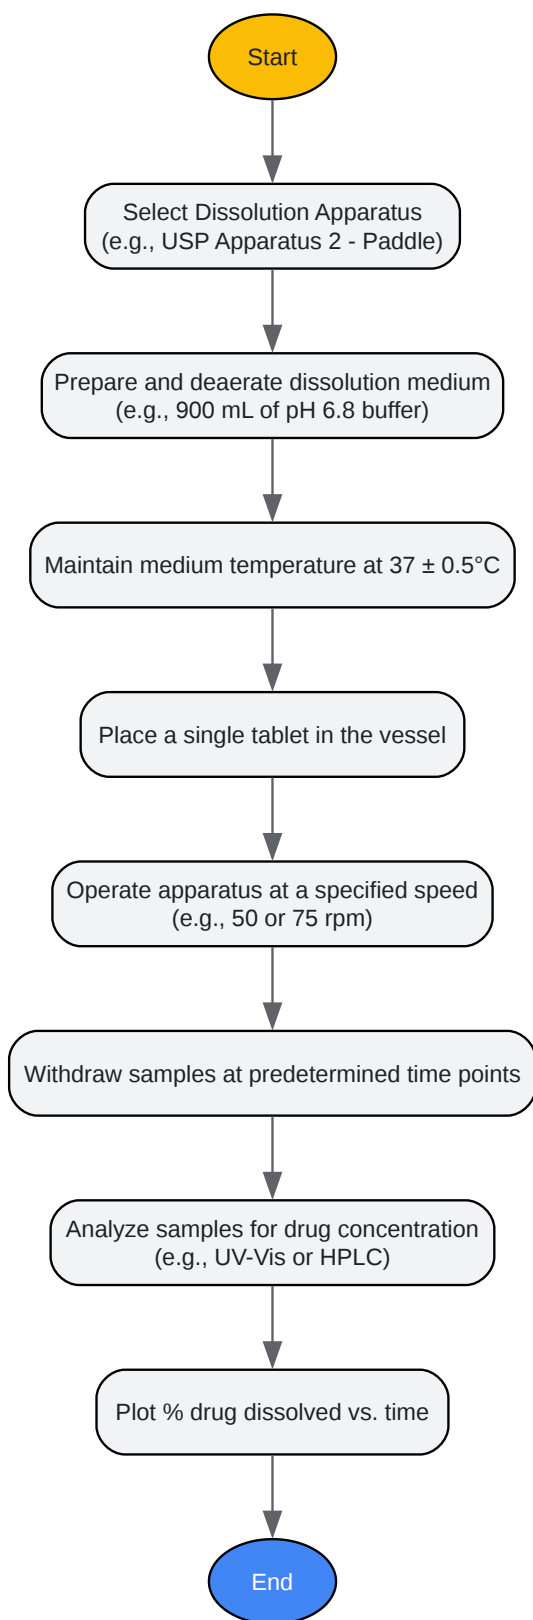 Start
Select Dissolution Apparatus
(e.g., USP Apparatus 2 - Paddle)
Prepare and deaerate dissolution medium
(e.g., 900 mL of pH 6.8 buffer)
Maintain medium temperature at 37 ± 0.5°C
Place a single tablet in the vessel
Operate apparatus at a specified speed
(e.g., 50 or 75 rpm)
Withdraw samples at predetermined time points
Analyze samples for drug concentration
(e.g., UV-Vis or HPLC)
Plot % drug dissolved vs. time
End